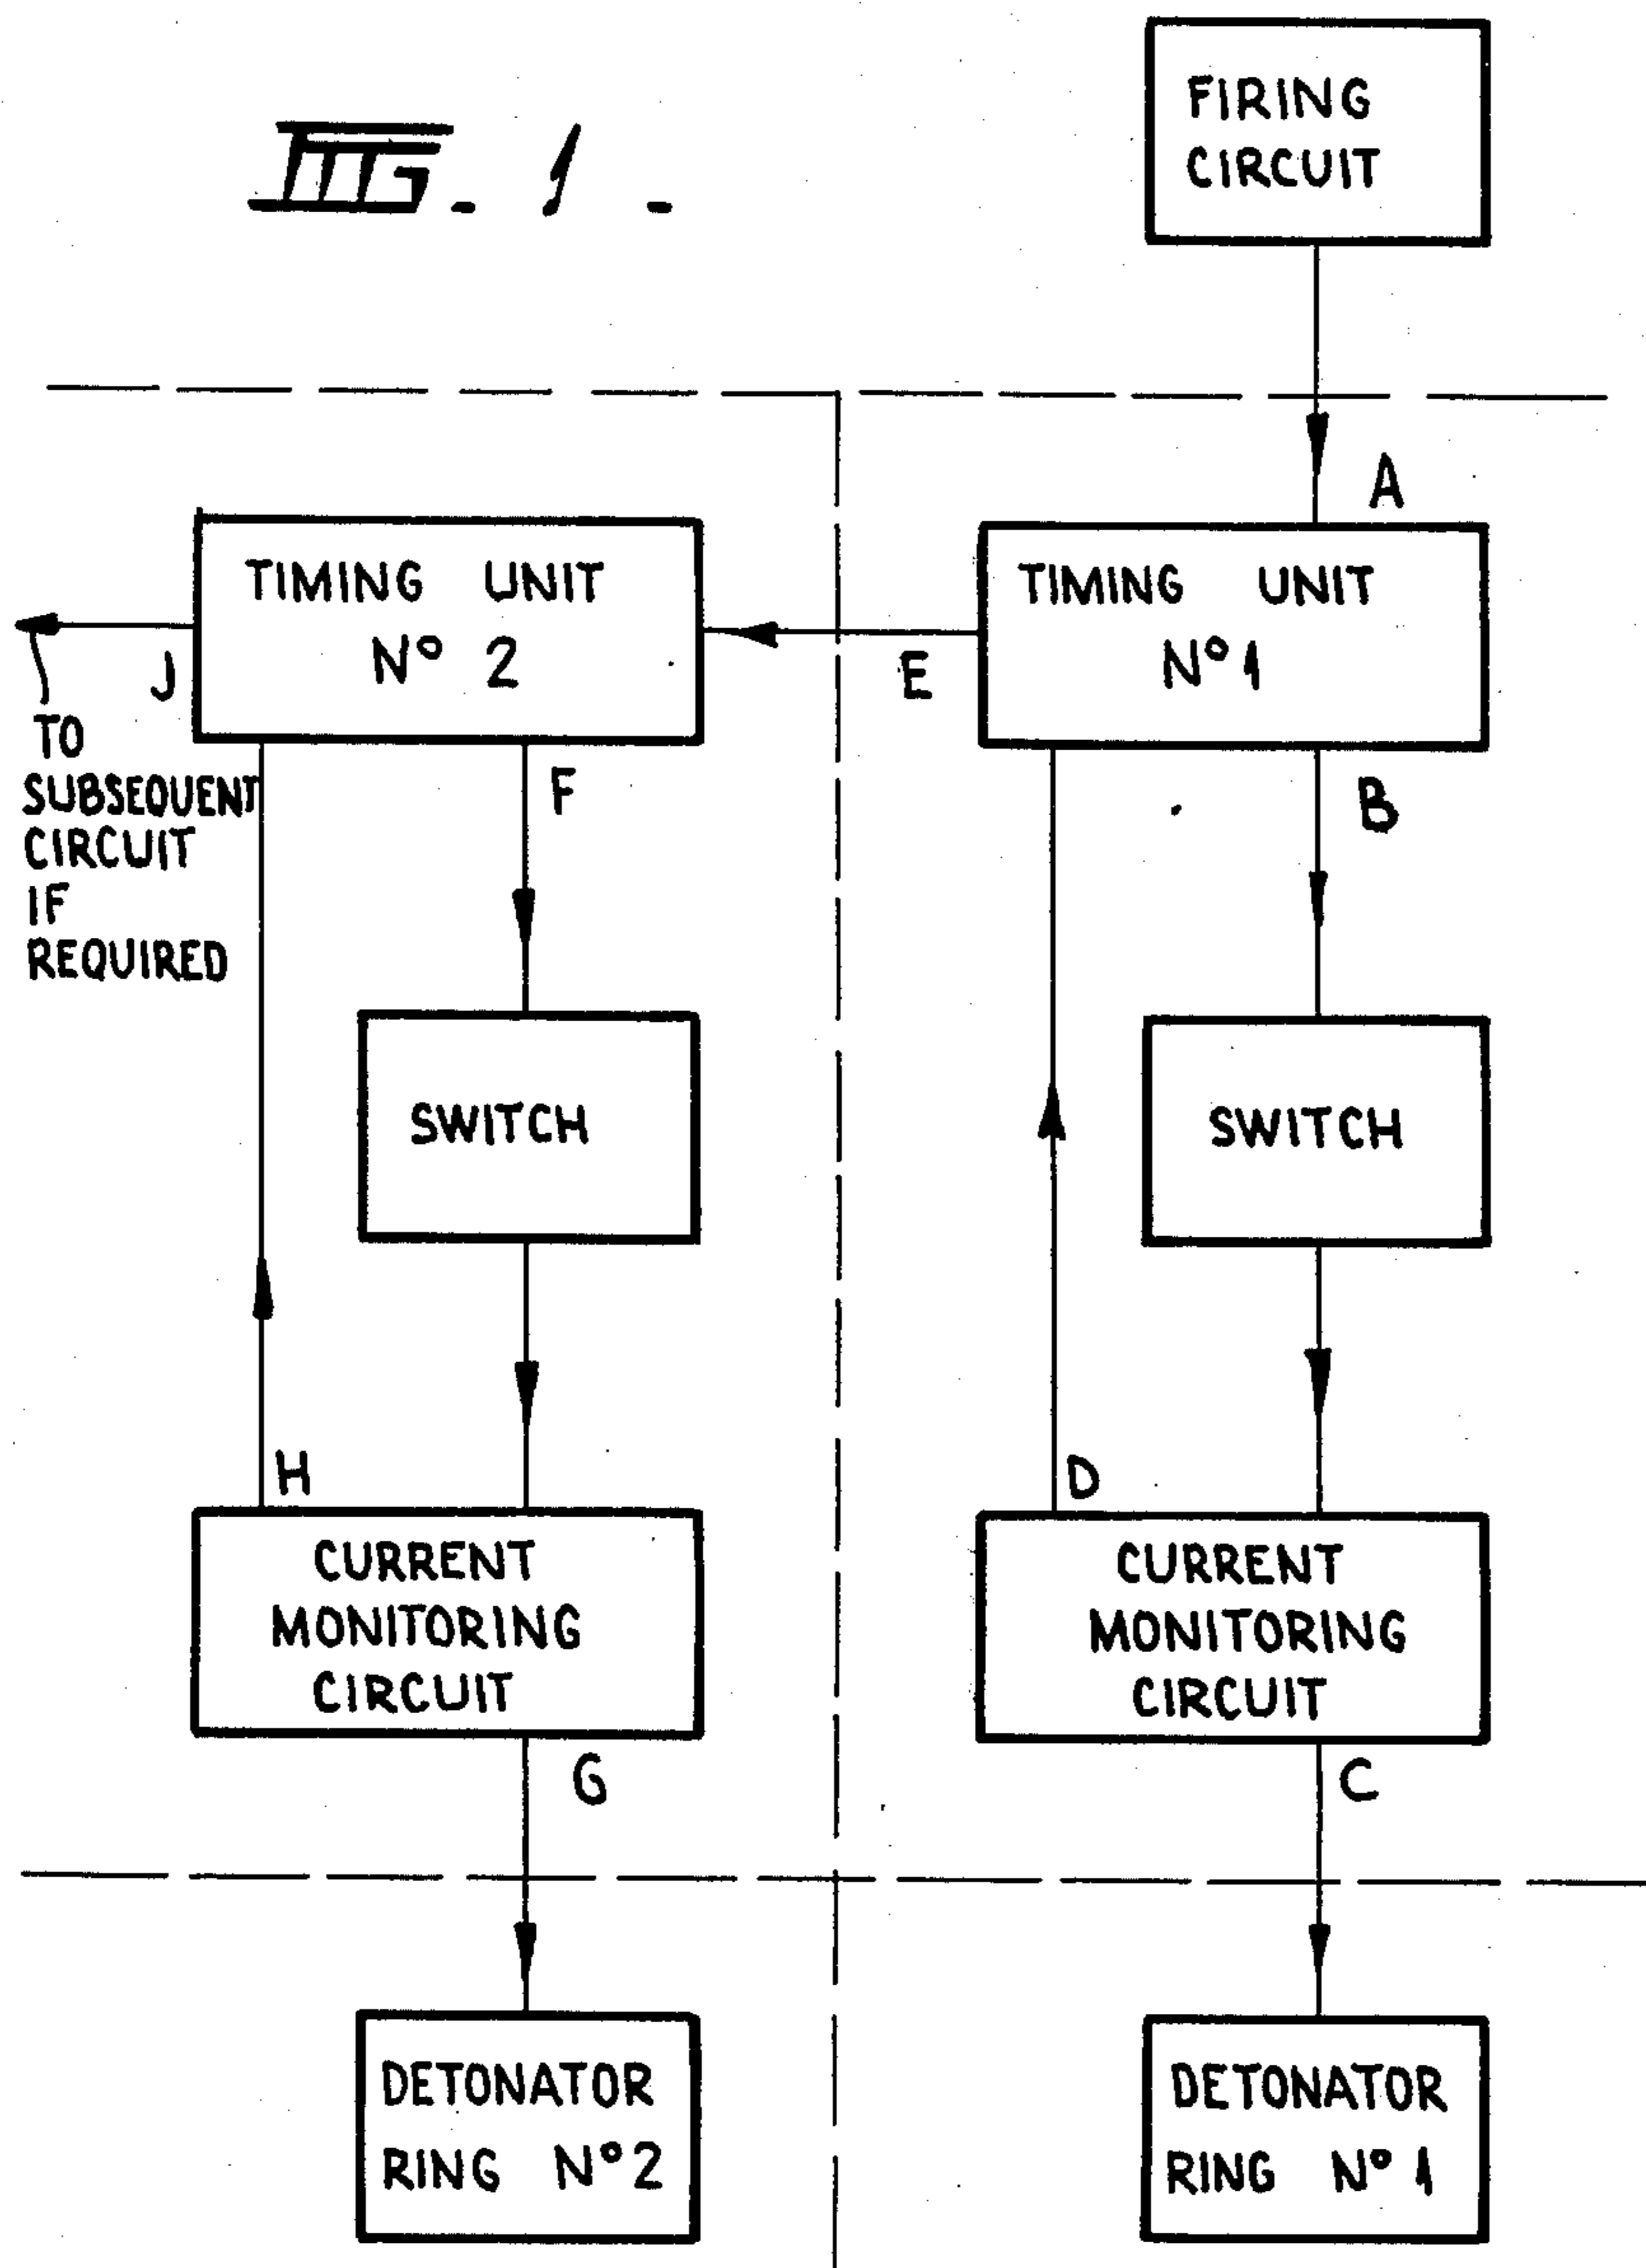 FIG. 1 -
FIRING
CIRCUIT
A
TIMING UNIT
N° 2
TIMING UNIT
N° 1
E
J
TO
SUBSEQUENT
CIRCUIT
IF
REQUIRED
F
B
SWITCH
SWITCH
H
D
CURRENT
MONITORING
CIRCUIT
CURRENT
MONITORING
CIRCUIT
G
C
DETONATOR
RING N° 2
DETONATOR
RING N° 1